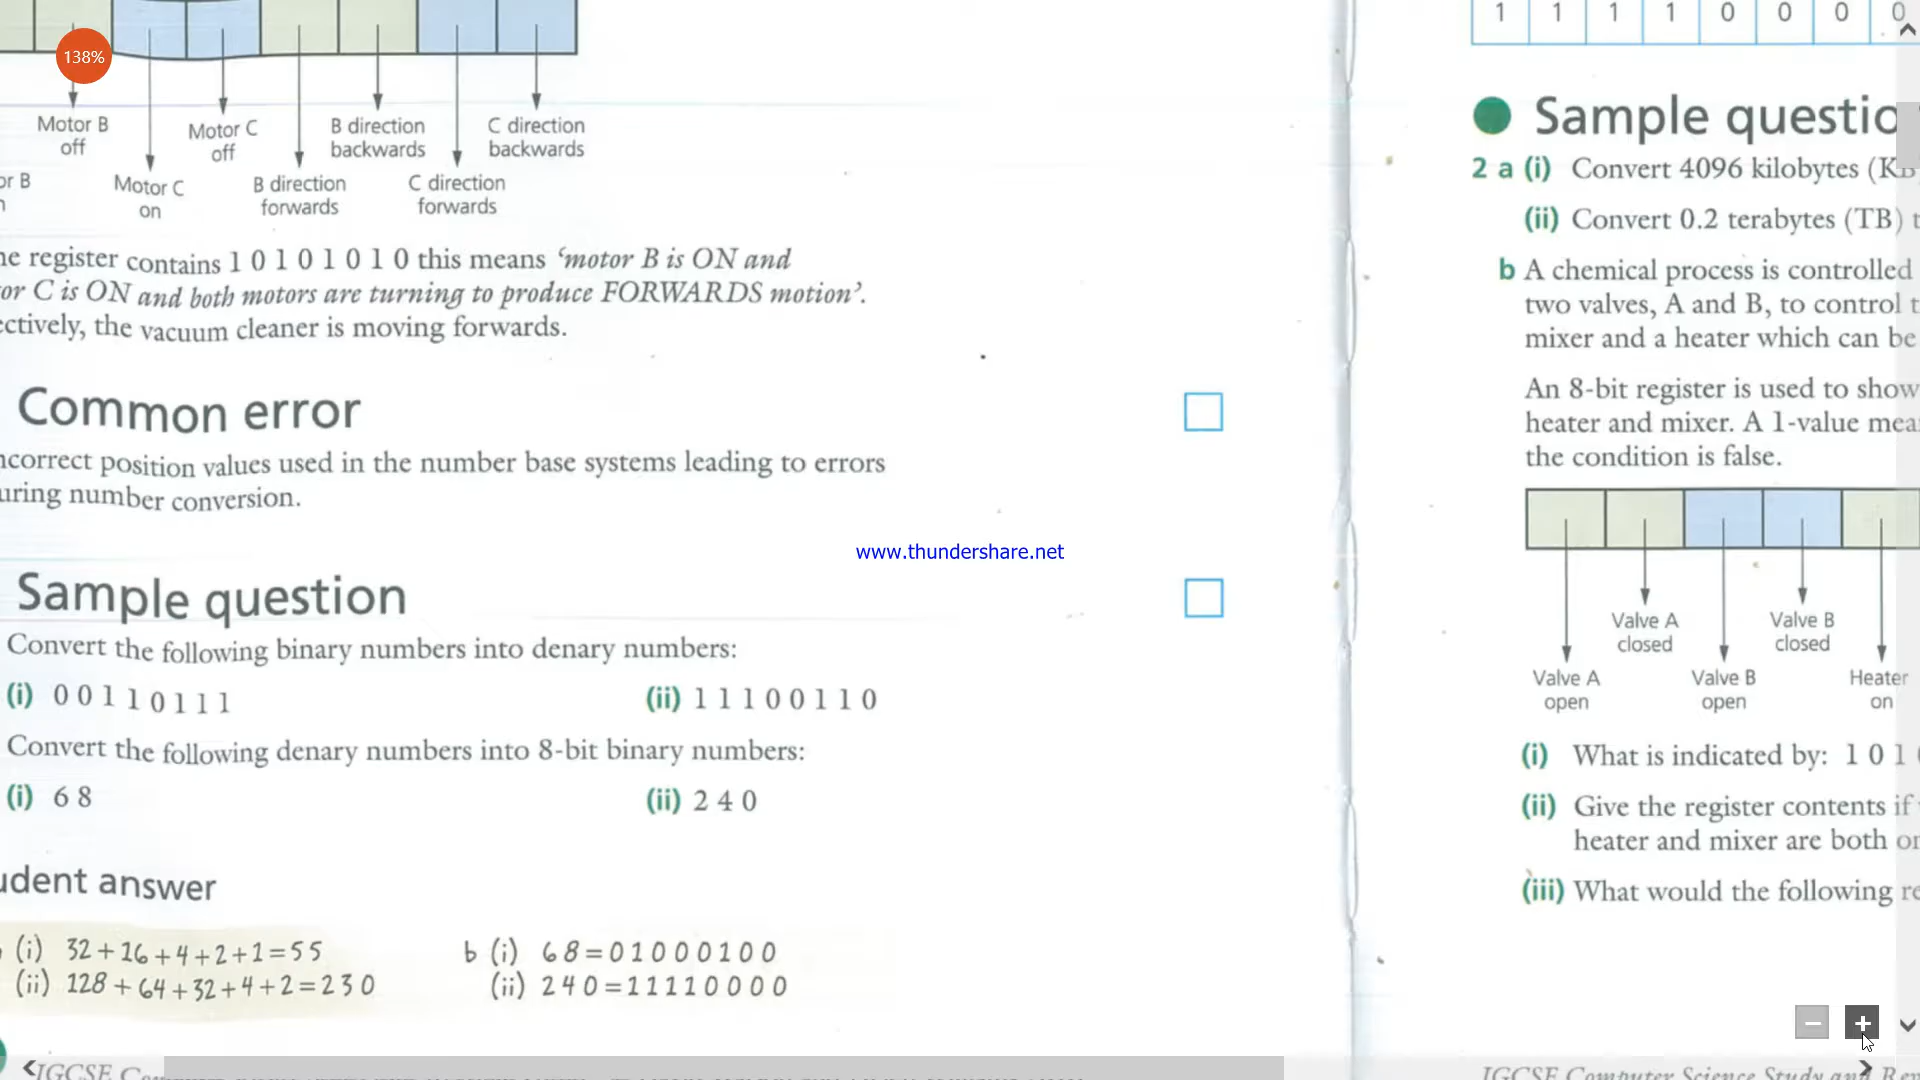 138%
Motor B
off
Motor C
off
B direction
backwards
C direction
backwards
Motor C
on
B direction
forwards
C direction
forwards
register contains 1 0 1 0 1 0 1 0 this means ‘motor B is ON and
C is ON and both motors are turning to produce FORWARDS motion’.
the vacuum cleaner is moving forwards.
Common error
position values used in the number base systems leading to errors
number conversion.
www.thundershare.net
Sample question
Convert the following binary numbers into denary numbers:
(i) 0 0 1 1 0 1 1 1
(ii) 1 1 1 0 0 1 1 0
Convert the following denary numbers into 8-bit binary numbers:
(i) 6 8
(ii) 2 4 0
answer
(i) 32+16+4+2+1=55
(ii) 128+64+32+4+2=230
b (i) 68=01000100
(ii) 240=11110000
IGCSE
1 1 1 1 0 0 0 0
Sample
2 a (i) Convert 4096 kilobytes
(ii) Convert 0.2 terabytes (TB)
b A chemical process is controlled
two valves, A and B, to control
mixer and a heater which can be
An 8-bit register is used to show
heater and mixer. A 1-value
the condition is false.
Valve A
closed
Valve B
closed
Valve A
open
Valve B
open
Heater
on
(i) What is indicated by: 1 0 1
(ii) Give the register contents if
heater and mixer are both
(iii) What would the following
IGCSE Computer Science Study and